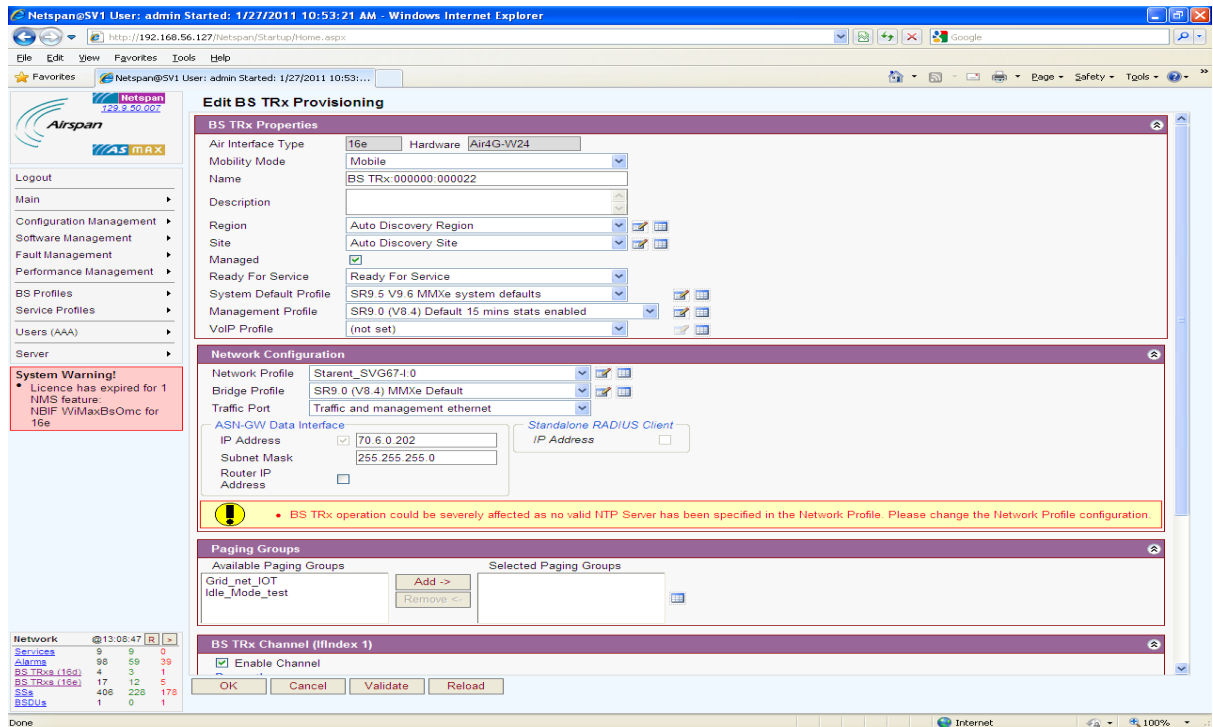 Netspan@SV1 User: admin Started: 1/27/2011 10:53:21 AM - Windows Internet Explorer
http://192.168.56.127/Netspan/Startup/Home.aspx
Google
File Edit View Favorites Tools Help
Favorites
Netspan@SV1 User: admin Started: 1/27/2011 10:53:...
Page Safety Tools
Netspan
129.9.50.007
Airspan
AS MAX
Logout
Main
Configuration Management
Software Management
Fault Management
Performance Management
BS Profiles
Service Profiles
Users (AAA)
Server
System Warning!
• Licence has expired for 1
NMS feature:
NBIF WiMaxBsOmc for
16e
Network @13:08:47 R >
Services 9 9 0
Alarms 98 59 39
BS TRxs (16d) 4 3 1
BS TRxs (16e) 17 12 5
SSs 406 228 178
BSDUs 1 0 1
Edit BS TRx Provisioning
BS TRx Properties
Air Interface Type 16e Hardware Air4G-W24
Mobility Mode Mobile
Name BS TRx:000000:000022
Description
Region Auto Discovery Region
Site Auto Discovery Site
Managed
Ready For Service Ready For Service
System Default Profile SR9.5 V9.6 MMXe system defaults
Management Profile SR9.0 (V8.4) Default 15 mins stats enabled
VoIP Profile (not set)
Network Configuration
Network Profile Starent_SVG67-I:0
Bridge Profile SR9.0 (V8.4) MMXe Default
Traffic Port Traffic and management ethernet
ASN-GW Data Interface Standalone RADIUS Client
IP Address 70.6.0.202 IP Address
Subnet Mask 255.255.255.0
Router IP
Address
• BS TRx operation could be severely affected as no valid NTP Server has been specified in the Network Profile. Please change the Network Profile configuration.
Paging Groups
Available Paging Groups Selected Paging Groups
Grid_net_IOT
Idle_Mode_test
Add ->
Remove <-
BS TRx Channel (IfIndex 1)
Enable Channel
OK Cancel Validate Reload
Done Internet 100%